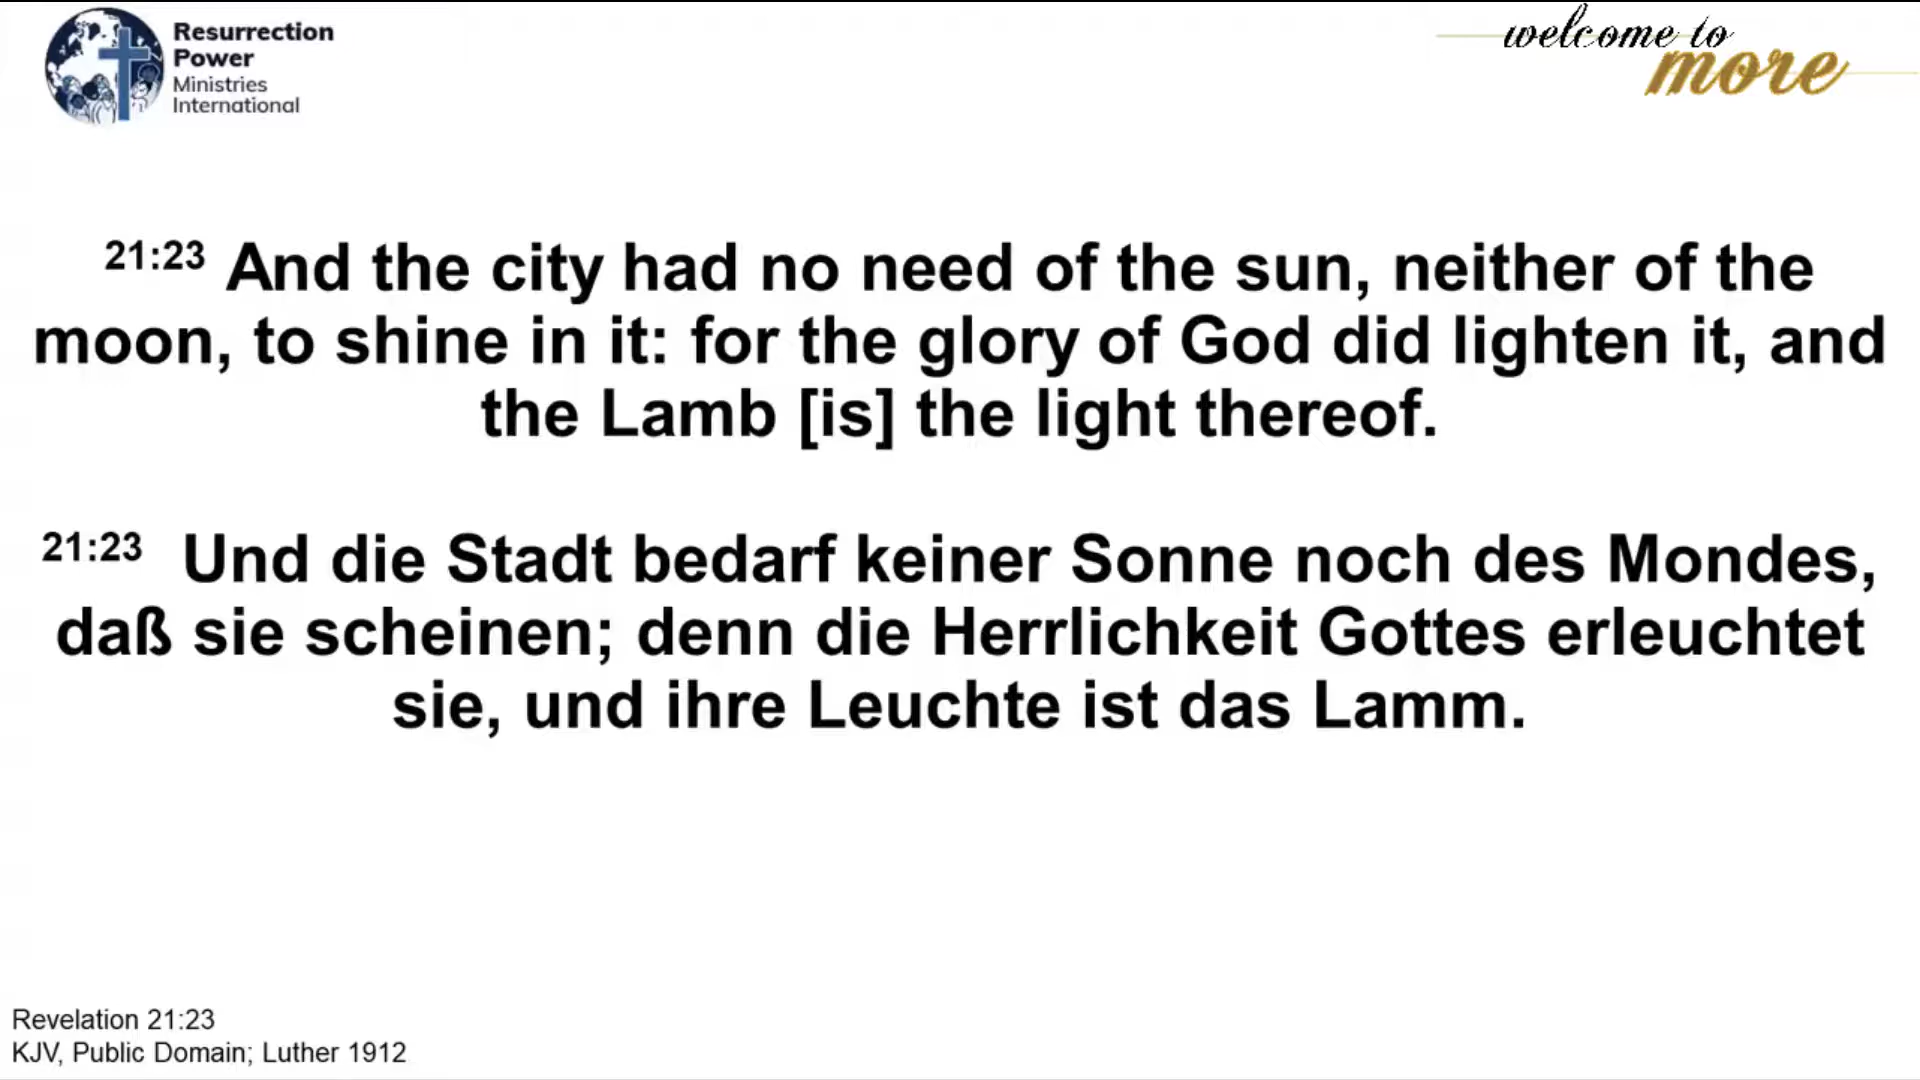 Resurrection
Power
Ministries
International
welcome to
more
21:23 And the city had no need of the sun, neither of the
moon, to shine in it: for the glory of God did lighten it, and
the Lamb [is] the light thereof.
21:23 Und die Stadt bedarf keiner Sonne noch des Mondes,
daß sie scheinen; denn die Herrlichkeit Gottes erleuchtet
sie, und ihre Leuchte ist das Lamm.
Revelation 21:23
KJV, Public Domain; Luther 1912